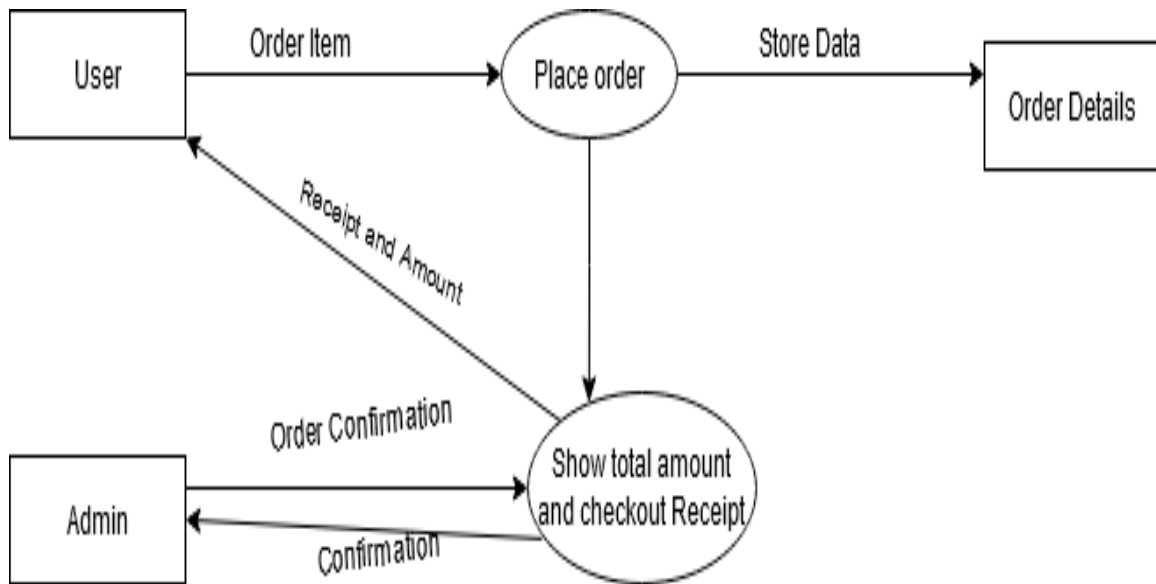 Order Item
Store Data
User
Place order
Order Details
Receipt and Amount
Order Confirmation
Show total amount
and checkout Receipt
Admin
Confirmation